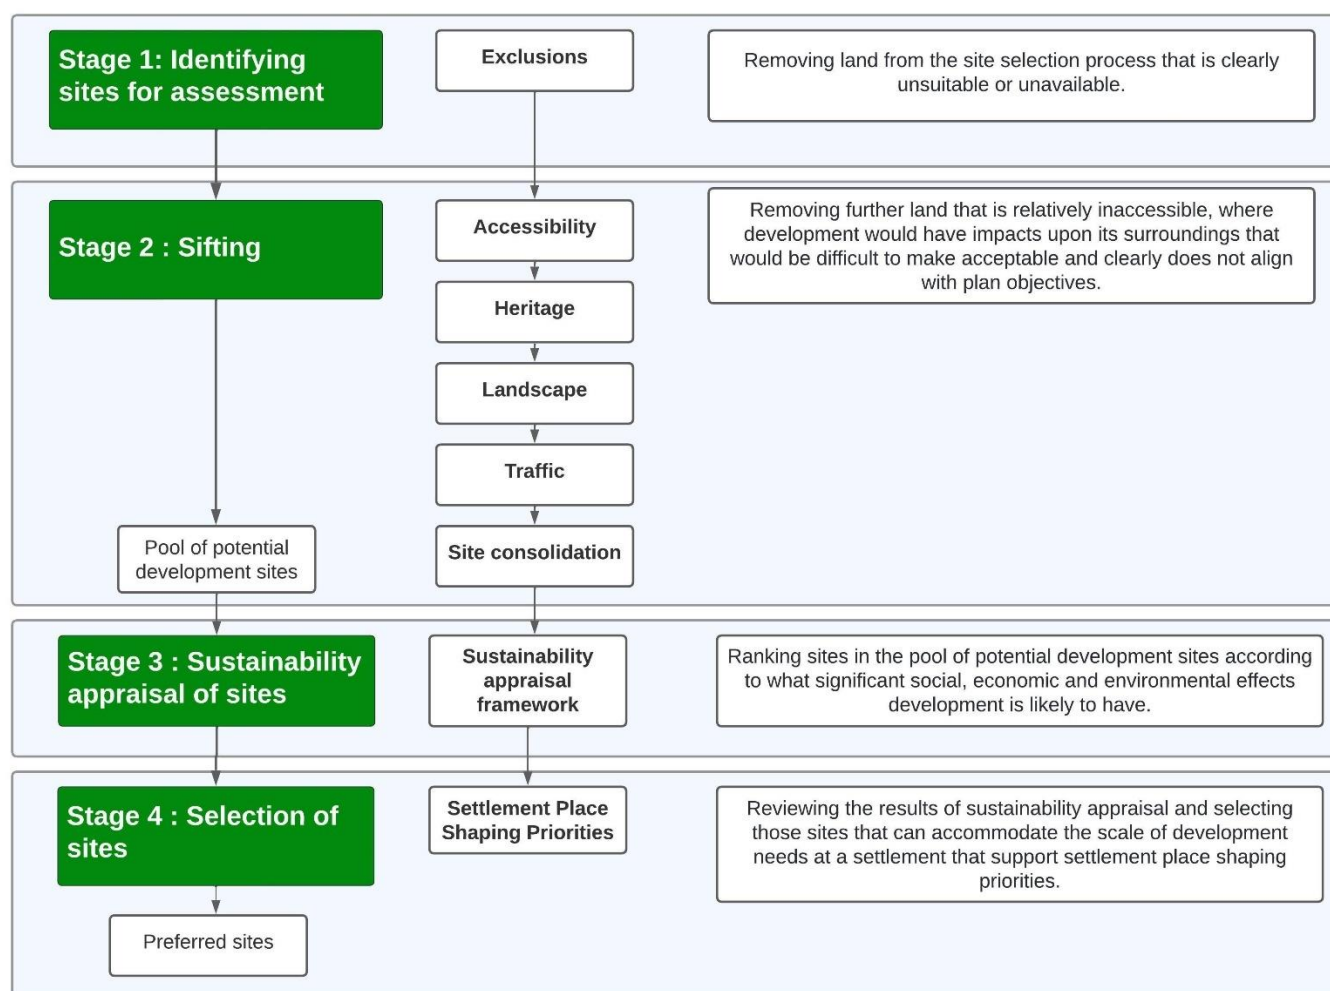 Stage 1: Identifying
sites for assessment
Exclusions
Removing land from the site selection process that is clearly
unsuitable or unavailable.
Stage 2 : Sifting
Accessibility
Heritage
Landscape
Traffic
Site consolidation
Removing further land that is relatively inaccessible, where
development would have impacts upon its surroundings that
would be difficult to make acceptable and clearly does not align
with plan objectives.
Pool of potential
development sites
Stage 3 : Sustainability
appraisal of sites
Sustainability
appraisal
framework
Ranking sites in the pool of potential development sites according
to what significant social, economic and environmental effects
development is likely to have.
Stage 4 : Selection of
sites
Settlement Place
Shaping Priorities
Reviewing the results of sustainability appraisal and selecting
those sites that can accommodate the scale of development
needs at a settlement that support settlement place shaping
priorities.
Preferred sites